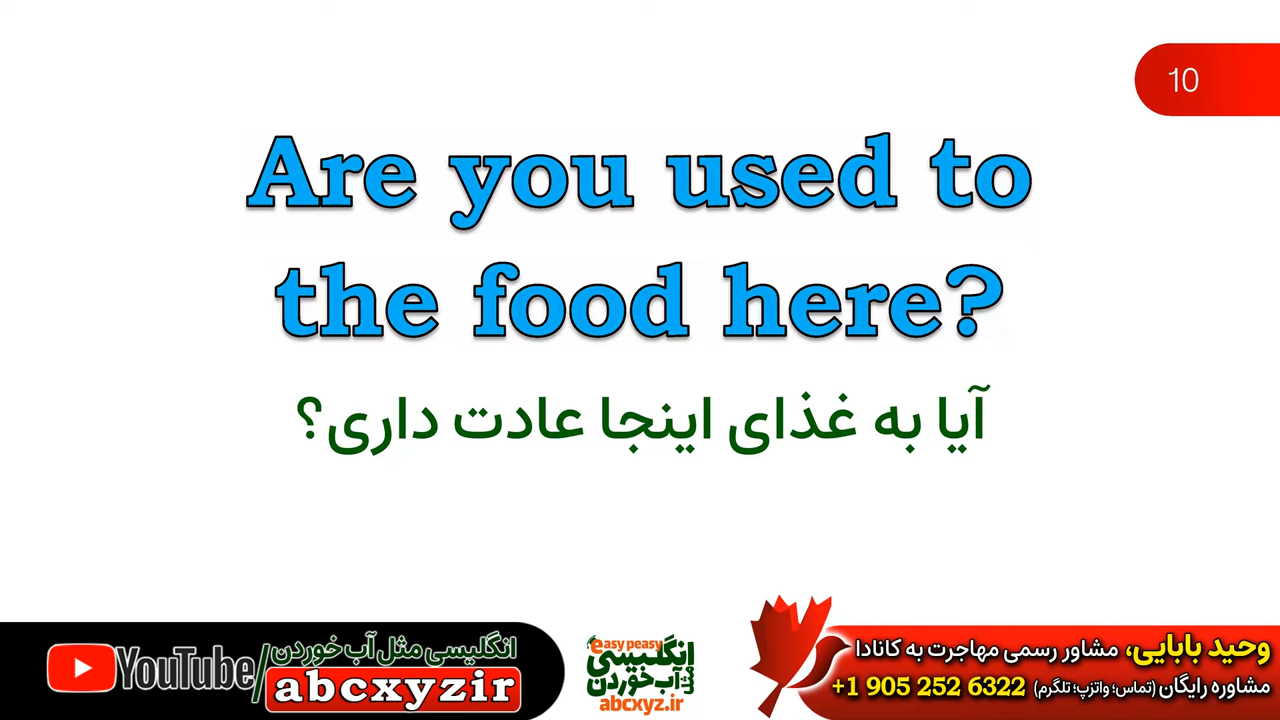 10
Are you used to
the food here?
آیا به غذای اینجا عادت داری؟
YouTube/
انگلیسی مثل آب خوردن
abcxyzir
easy peasy
انگلیسی
مثل آب خوردن
abcxyz.ir
وحید بابایی، مشاور رسمی مهاجرت به کانادا
مشاوره رایگان (تماس؛ واتزپ؛ تلگرم) +1 905 252 6322